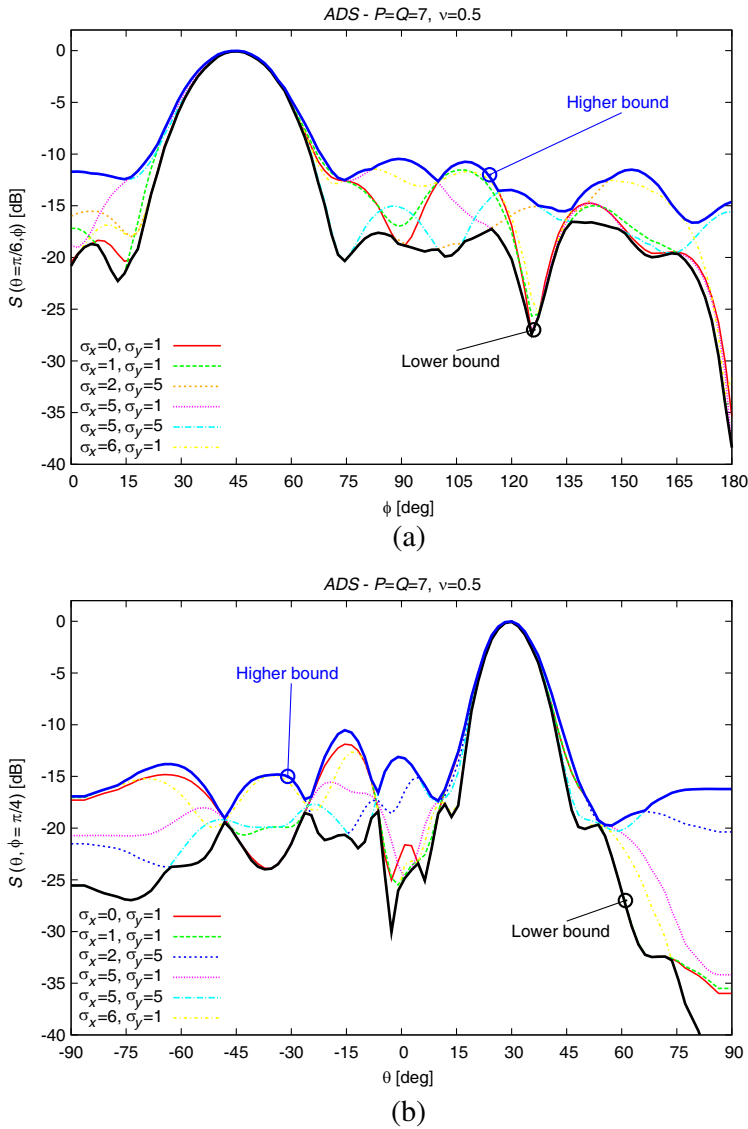 ADS - P=Q=7, ν=0.5
0
-5
-10
-15
-20
-25
-30
-35
-40
S (θ=π/6,φ) [dB]
Higher bound
Lower bound
σx=0, σy=1
σx=1, σy=1
σx=2, σy=5
σx=5, σy=1
σx=5, σy=5
σx=6, σy=1
0 15 30 45 60 75 90 105 120 135 150 165 180
φ [deg]
(a)
ADS - P=Q=7, ν=0.5
0
-5
-10
-15
-20
-25
-30
-35
-40
S (θ, φ=π/4) [dB]
Higher bound
Lower bound
σx=0, σy=1
σx=1, σy=1
σx=2, σy=5
σx=5, σy=1
σx=5, σy=5
σx=6, σy=1
-90 -75 -60 -45 -30 -15 0 15 30 45 60 75 90
θ [deg]
(b)